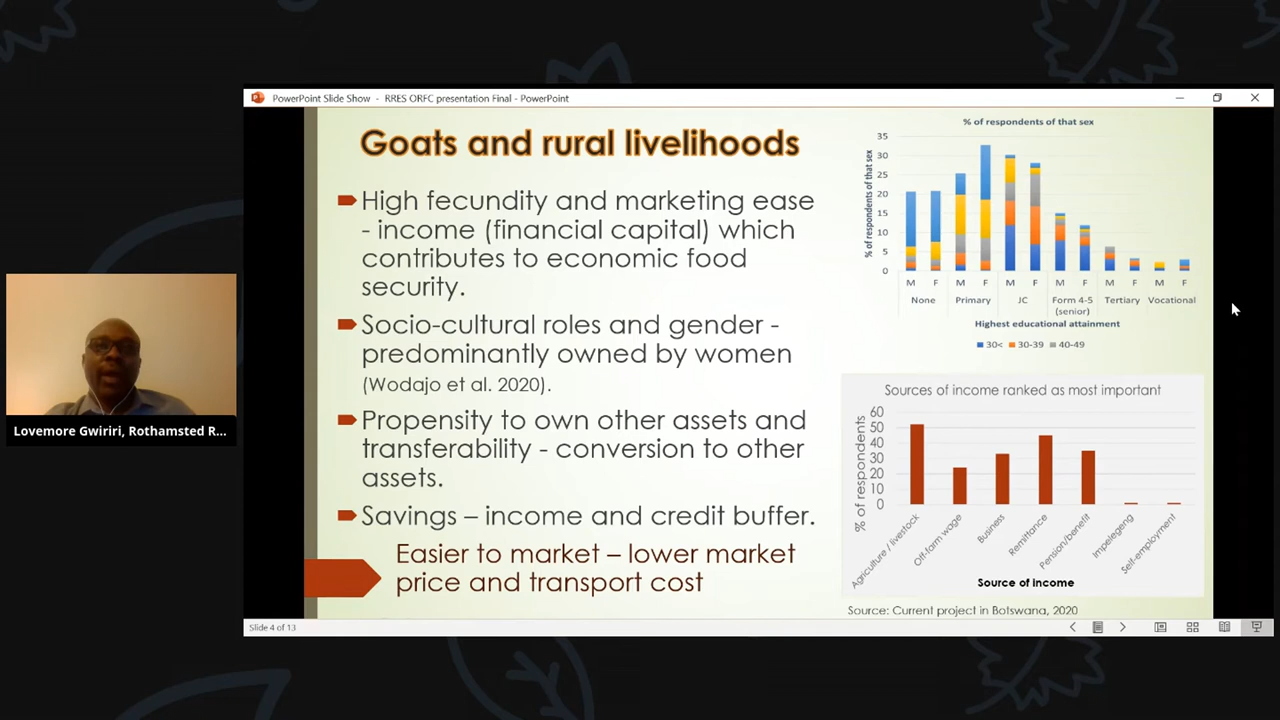 PowerPoint Slide Show - RRES ORFC presentation Final - PowerPoint
Goats and rural livelihoods
High fecundity and marketing ease
- income (financial capital) which
contributes to economic food
security.
Socio-cultural roles and gender -
predominantly owned by women
(Wodajo et al. 2020).
Propensity to own other assets and
transferability - conversion to other
assets.
Savings – income and credit buffer.
Easier to market – lower market
price and transport cost
% of respondents of that sex
% of respondents of that sex
35
30
25
20
15
10
5
0
M F M F M F M F M F M F
None Primary JC Form 4-5 Tertiary Vocational
(senior)
Highest educational attainment
30< 30-39 40-49
Sources of income ranked as most important
% of respondents
60
50
40
30
20
10
0
Agriculture / livestock
Off-farm wage
Business
Remittance
Pension/benefit
Impelegeng
Self-employment
Source of income
Source: Current project in Botswana, 2020
Lovemore Gwiriri, Rothamsted R...
Slide 4 of 13